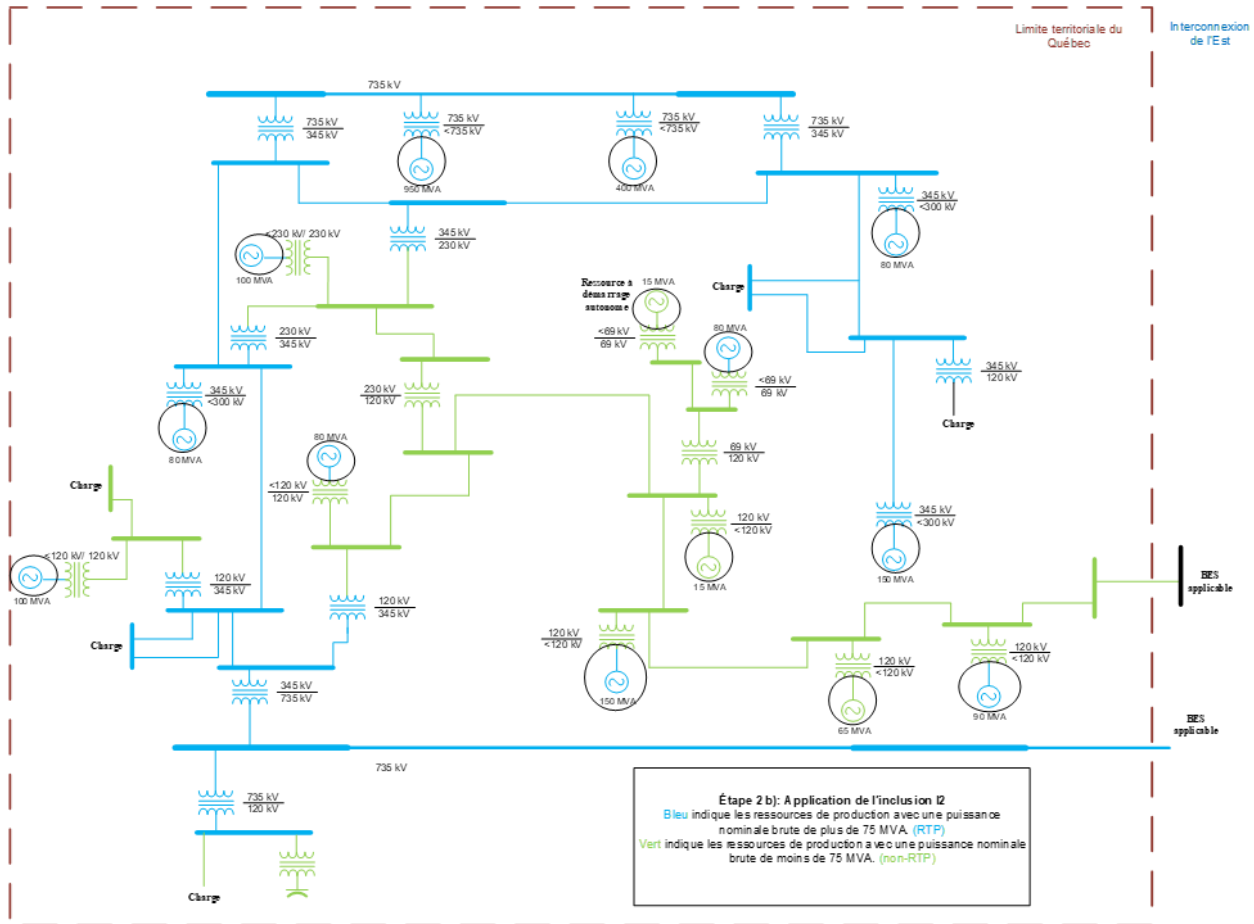 Limite territoriale du
Québec
Interconnexion
de l'Est
735 kV
735 kV
345 kV
735 kV
<735 kV
950 MVA
735 kV
<735 kV
400 MVA
735 kV
345 kV
345 kV
<300 kV
80 MVA
345 kV
230 kV
<230 kV/ 230 kV
100 MVA
Ressource à
démarrage
autonome
15 MVA
<69 kV
69 kV
80 MVA
<69 kV
69 kV
Charge
230 kV
345 kV
345 kV
120 kV
Charge
345 kV
<300 kV
80 MVA
230 kV
120 kV
69 kV
120 kV
80 MVA
<120 kV
120 kV
Charge
<120 kV/ 120 kV
100 MVA
120 kV
345 kV
120 kV
<120 kV
15 MVA
345 kV
<300 kV
150 MVA
BES
applicable
120 kV
345 kV
Charge
120 kV
<120 kV
150 MVA
120 kV
<120 kV
65 MVA
120 kV
<120 kV
90 MVA
345 kV
735 kV
BES
applicable
735 kV
735 kV
120 kV
Charge
Étape 2 b): Application de l'inclusion I2
Bleu indique les ressources de production avec une puissance
nominale brute de plus de 75 MVA. (RTP)
Vert indique les ressources de production avec une puissance nominale
brute de moins de 75 MVA. (non-RTP)